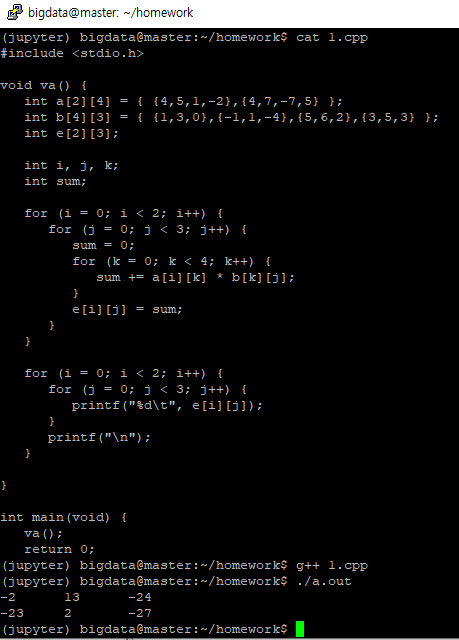 bigdata@master: ~/homework
(jupyter) bigdata@master:~/homework$ cat 1.cpp
#include <stdio.h>

void va() {
   int a[2][4] = { {4,5,1,-2},{4,7,-7,5} };
   int b[4][3] = { {1,3,0},{-1,1,-4},{5,6,2},{3,5,3} };
   int e[2][3];

   int i, j, k;
   int sum;

   for (i = 0; i < 2; i++) {
      for (j = 0; j < 3; j++) {
         sum = 0;
         for (k = 0; k < 4; k++) {
            sum += a[i][k] * b[k][j];
         }
         e[i][j] = sum;
      }
   }

   for (i = 0; i < 2; i++) {
      for (j = 0; j < 3; j++) {
         printf("%d\t", e[i][j]);
      }
      printf("\n");
   }

}

int main(void) {
   va();
   return 0;
(jupyter) bigdata@master:~/homework$ g++ 1.cpp
(jupyter) bigdata@master:~/homework$ ./a.out
-2      13      -24
-23     2       -27
(jupyter) bigdata@master:~/homework$